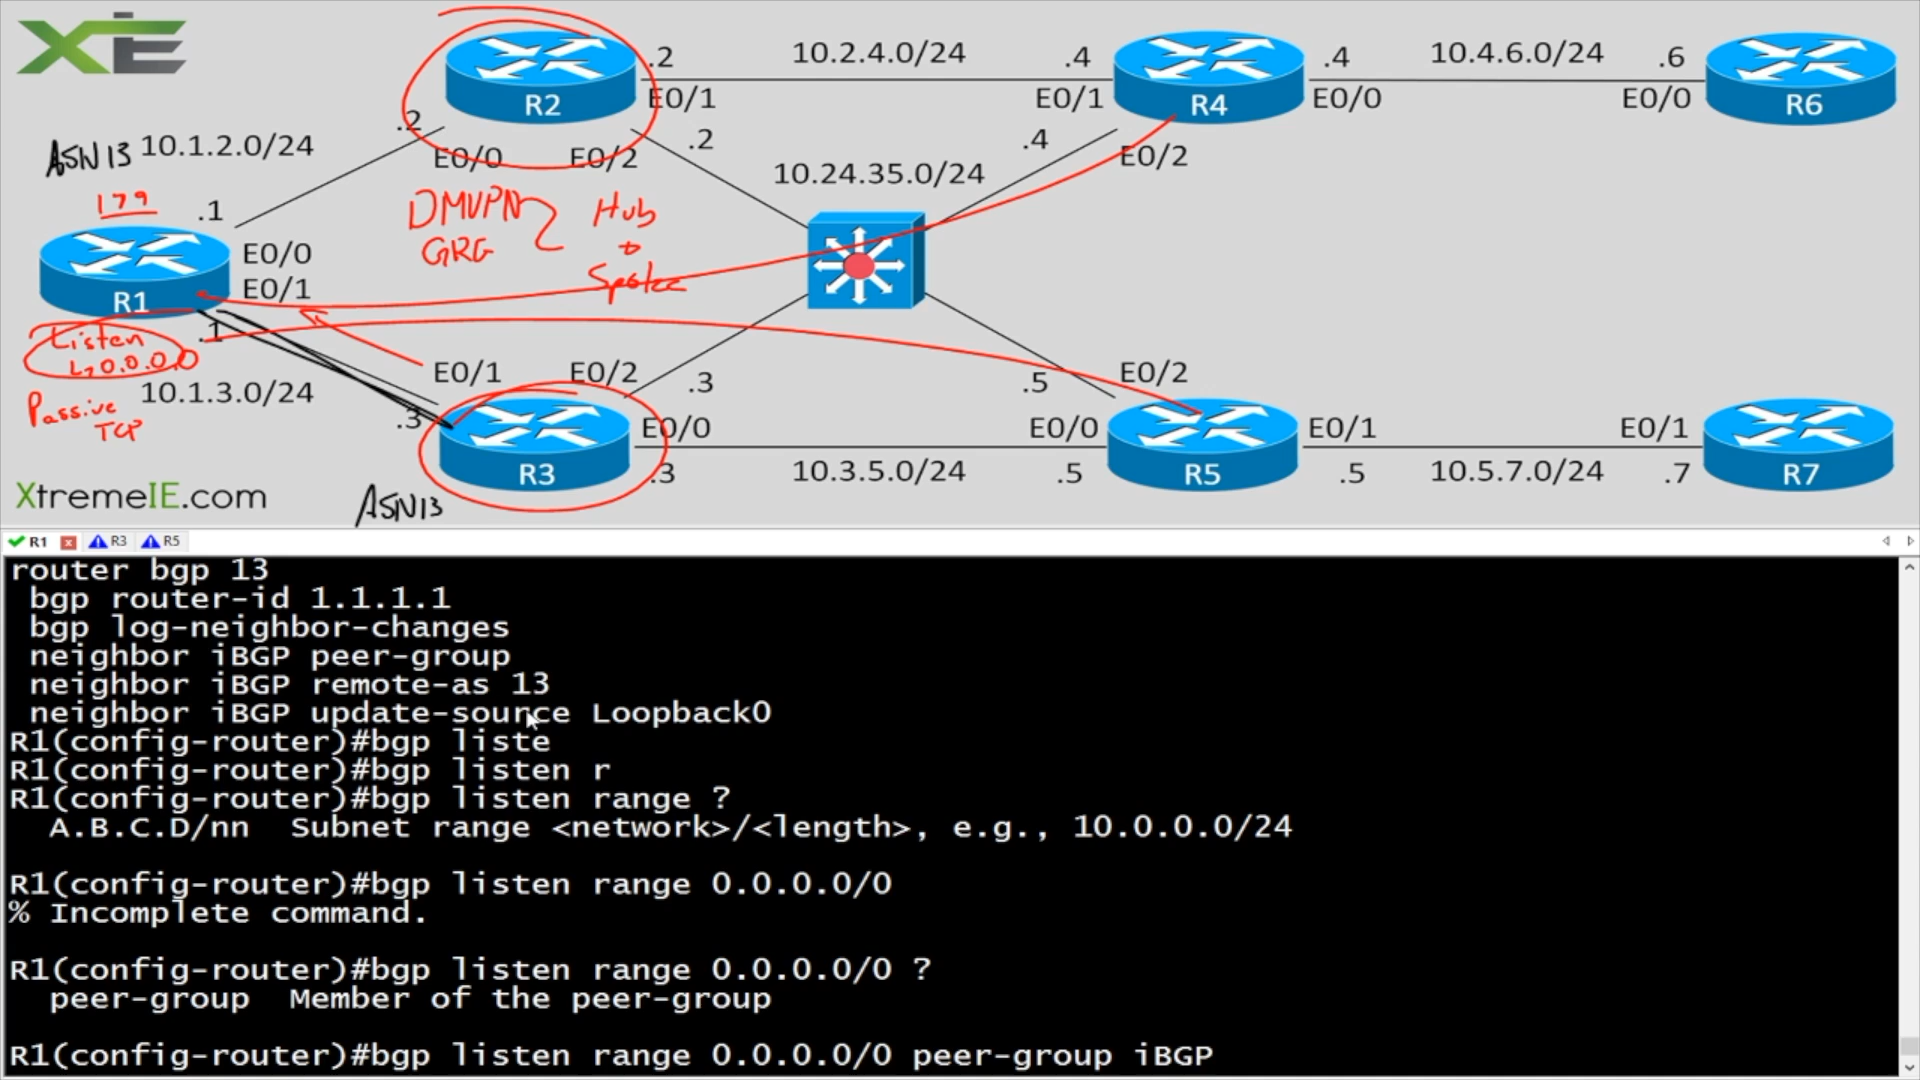 XIE
R2
.2
10.2.4.0/24
.4
R4
.4
10.4.6.0/24
.6
R6
E0/1
E0/1
E0/0
E0/0
ASN13
10.1.2.0/24
.2
E0/0
E0/2
.2
.4
E0/2
10.24.35.0/24
179
.1
DMVPN
GRE
Hub
+
Spoke
E0/0
E0/1
R1
Listen
0.0.0.0
.1
10.1.3.0/24
Passive
TCP
E0/1
E0/2
.3
.5
E0/2
.3
R3
E0/0
.3
10.3.5.0/24
E0/0
.5
R5
E0/1
.5
10.5.7.0/24
E0/1
.7
R7
XtremeIE.com
ASN13
R1
R3
R5
router bgp 13
bgp router-id 1.1.1.1
bgp log-neighbor-changes
neighbor iBGP peer-group
neighbor iBGP remote-as 13
neighbor iBGP update-source Loopback0
R1(config-router)#bgp liste
R1(config-router)#bgp listen r
R1(config-router)#bgp listen range ?
A.B.C.D/nn  Subnet range <network>/<length>, e.g., 10.0.0.0/24
R1(config-router)#bgp listen range 0.0.0.0/0
% Incomplete command.
R1(config-router)#bgp listen range 0.0.0.0/0 ?
peer-group  Member of the peer-group
R1(config-router)#bgp listen range 0.0.0.0/0 peer-group iBGP